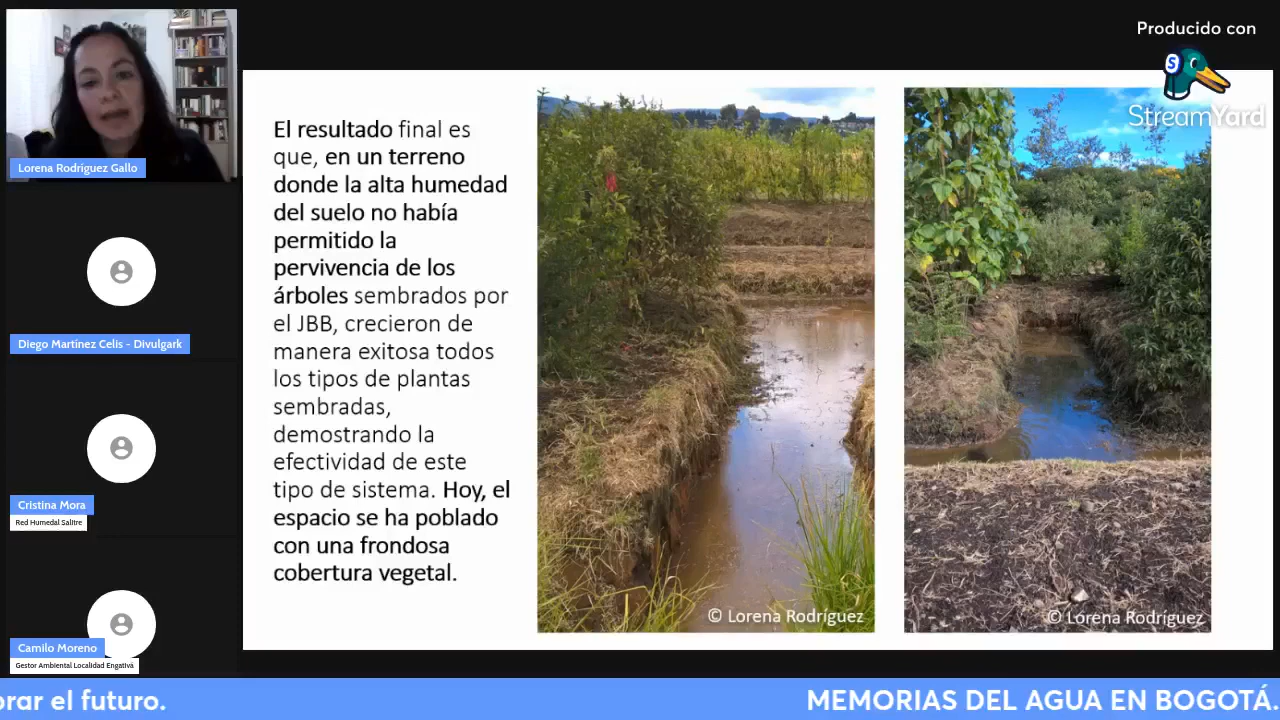 Producido con
StreamYard
Lorena Rodríguez Gallo
El resultado final es
que, en un terreno
donde la alta humedad
del suelo no había
permitido la
pervivencia de los
árboles sembrados por
el JBB, crecieron de
manera exitosa todos
los tipos de plantas
sembradas,
demostrando la
efectividad de este
tipo de sistema. Hoy, el
espacio se ha poblado
con una frondosa
cobertura vegetal.
© Lorena Rodríguez
© Lorena Rodríguez
Diego Martínez Celis - Divulgark
Cristina Mora
Red Humedal Salitre
Camilo Moreno
Gestor Ambiental Localidad Engativá
orar el futuro.
MEMORIAS DEL AGUA EN BOGOTÁ.